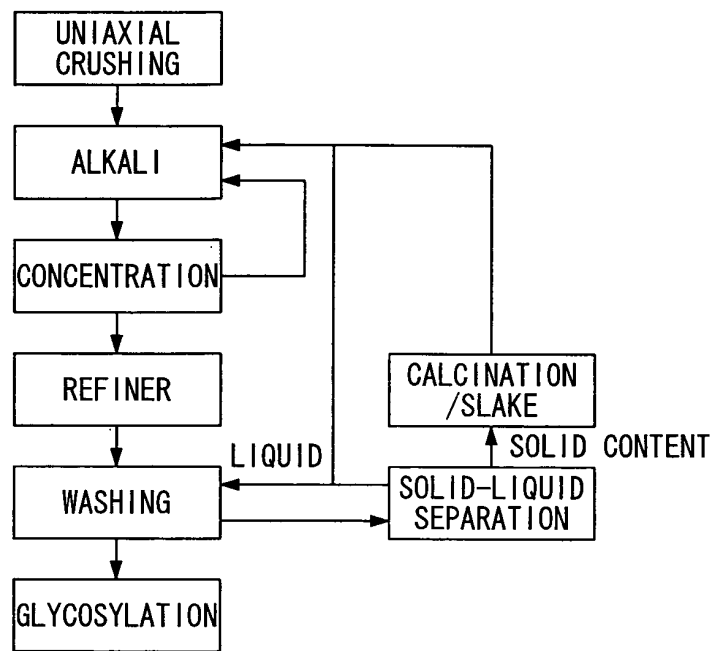 UNIAXIAL
CRUSHING
ALKALI
CONCENTRATION
REFINER
CALCINATION
/SLAKE
LIQUID
SOLID CONTENT
WASHING
SOLID-LIQUID
SEPARATION
GLYCOSYLATION